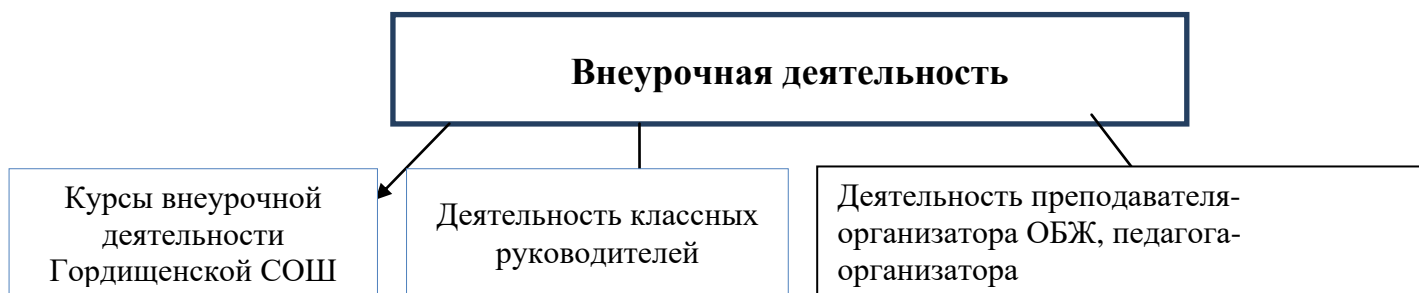 Внеурочная деятельность
Курсы внеурочной
деятельности
Гордищенской СОШ
Деятельность классных
руководителей
Деятельность преподавателя-
организатора ОБЖ, педагога-
организатора